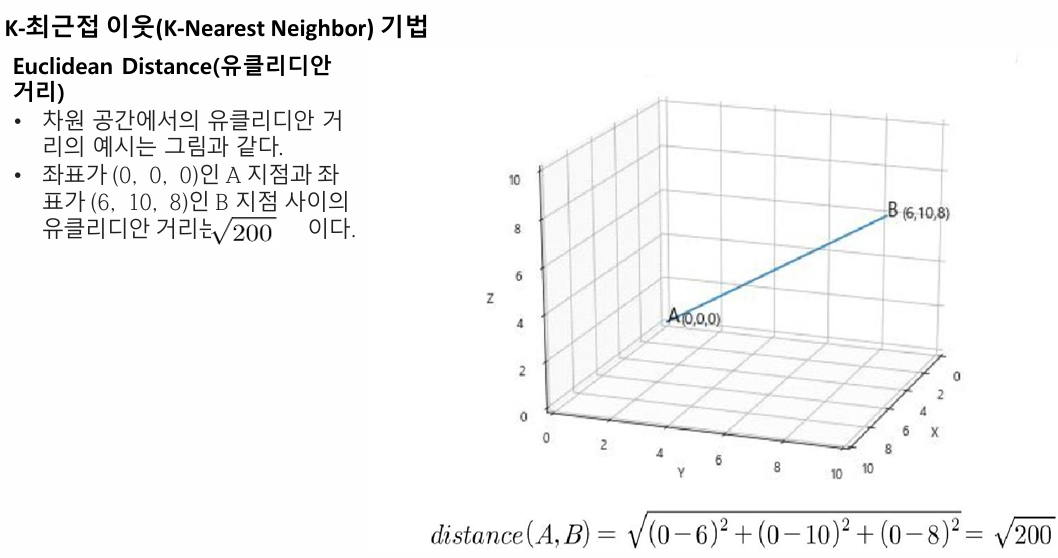 K-최근접 이웃(K-Nearest Neighbor) 기법
Euclidean Distance(유클리디안
거리)
• 차원 공간에서의 유클리디안 거
리의 예시는 그림과 같다.
• 좌표가 (0, 0, 0)인 A 지점과 좌
표가 (6, 10, 8)인 B 지점 사이의
유클리디안 거리는 √200 이다.
10
8
6
Z
4
2
0
B (6,10,8)
A (0,0,0)
0
2
4
Y
6
8
10
0
2
4
X
6
8
10
distance(A,B) = √((0−6)² + (0−10)² + (0−8)²) = √200